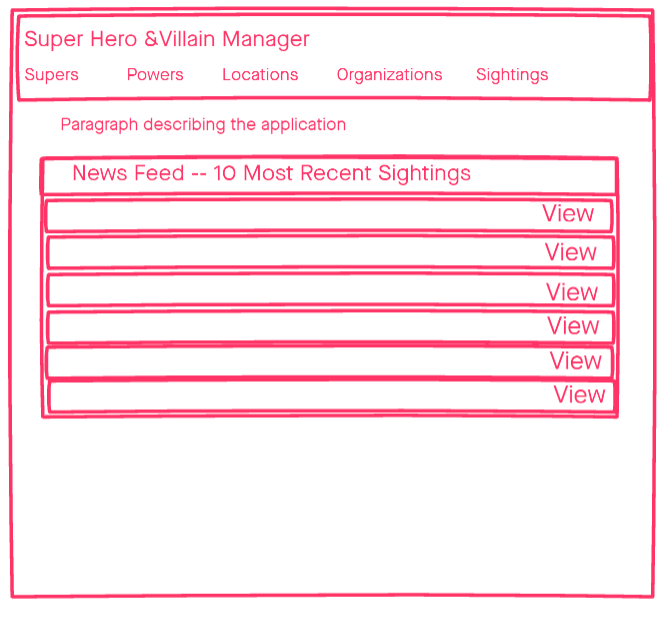 Super Hero &Villain Manager
Supers Powers Locations Organizations Sightings
Paragraph describing the application
News Feed -- 10 Most Recent Sightings
View
View
View
View
View
View